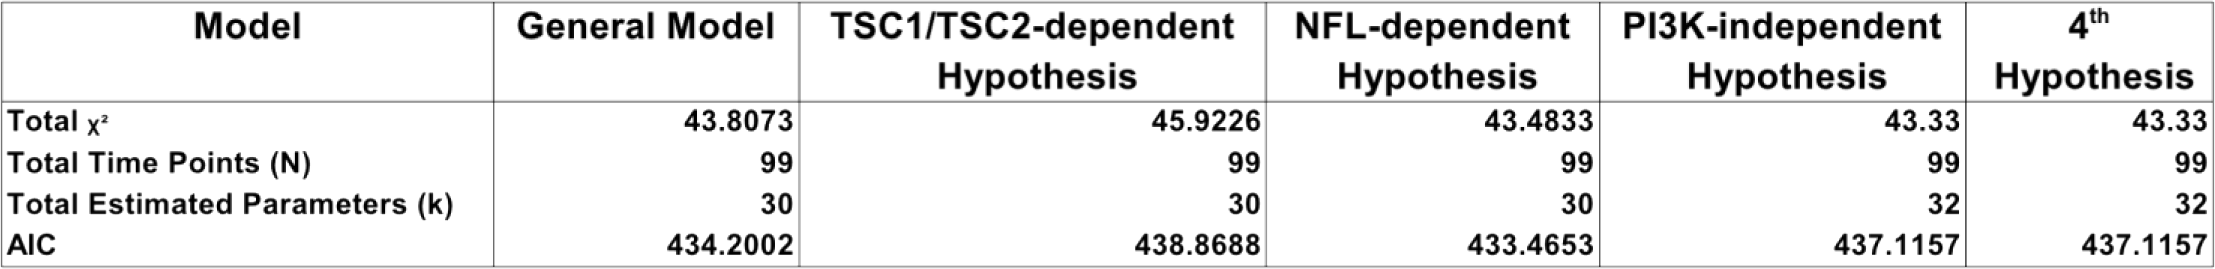 Model General Model TSC1/TSC2-dependent Hypothesis NFL-dependent Hypothesis PI3K-independent Hypothesis 4th Hypothesis
Total χ² 43.8073 45.9226 43.4833 43.33 43.33
Total Time Points (N) 99 99 99 99 99
Total Estimated Parameters (k) 30 30 30 32 32
AIC 434.2002 438.8688 433.4653 437.1157 437.1157